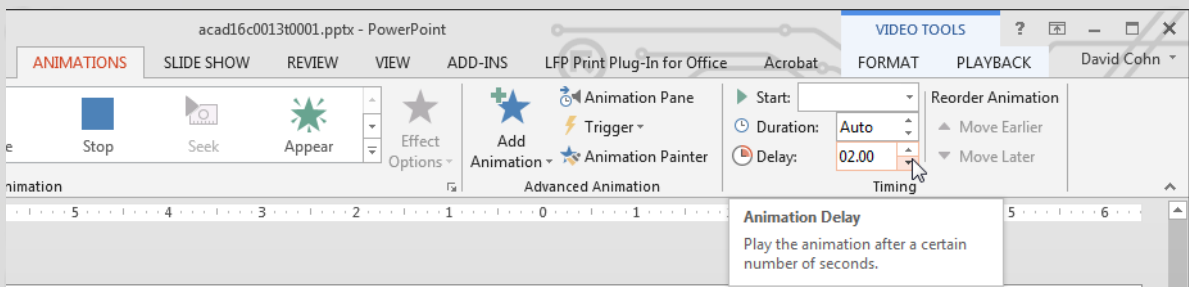 acad16c0013t0001.pptx - PowerPoint
VIDEO TOOLS
?
ANIMATIONS SLIDE SHOW REVIEW VIEW ADD-INS LFP Print Plug-In for Office Acrobat FORMAT PLAYBACK David Cohn
Animation Pane Start: Reorder Animation
Trigger Duration: Auto Move Earlier
e Stop Seek Appear Effect Options Add Animation Animation Painter Delay: 02.00 Move Later
nimation Advanced Animation Timing
5 4 3 2 1 0 1 5 6
Animation Delay
Play the animation after a certain
number of seconds.